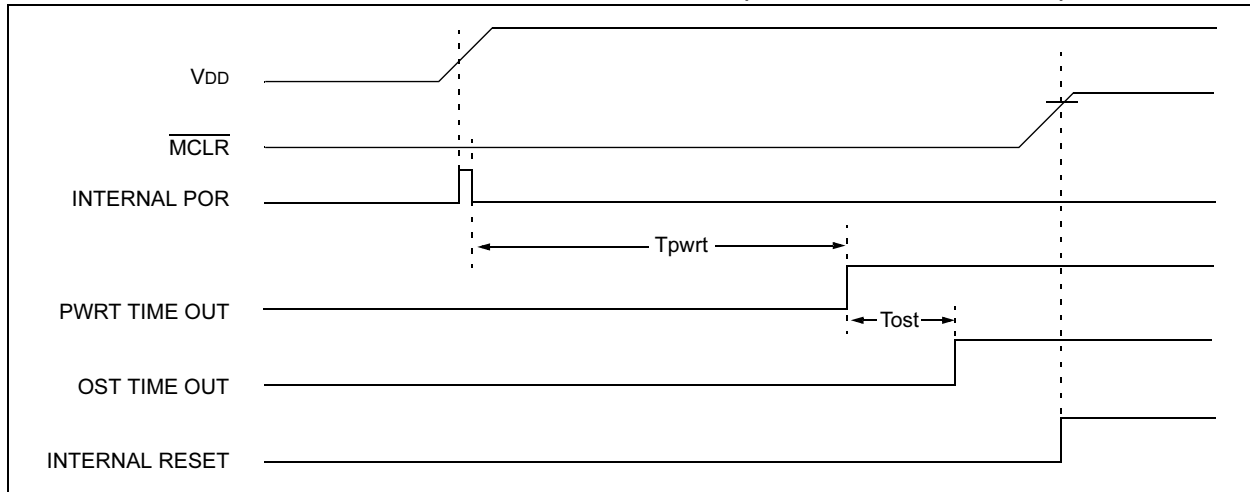 VDD
MCLR
INTERNAL POR
Tpwrt
PWRT TIME OUT
Tost
OST TIME OUT
INTERNAL RESET